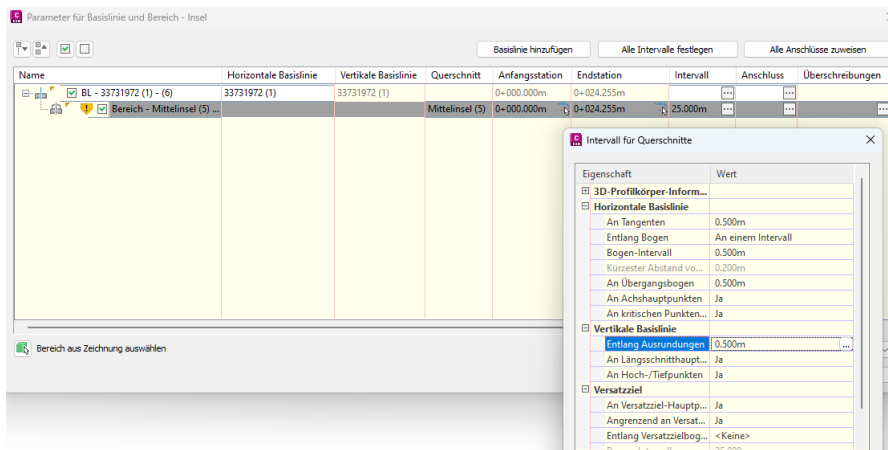 Parameter für Basislinie und Bereich - Insel
Basislinie hinzufügen Alle Intervalle festlegen Alle Anschlüsse zuweisen
Name Horizontale Basislinie Vertikale Basislinie Querschnitt Anfangsstation Endstation Intervall Anschluss Überschreibungen
BL - 33731972 (1) - (6) 33731972 (1) 33731972 (1) 0+000.000m 0+024.255m
Bereich - Mittelinsel (5) ... Mittelinsel (5) 0+000.000m 0+024.255m 25.000m
Intervall für Querschnitte
Eigenschaft Wert
3D-Profilkörper-Inform...
Horizontale Basislinie
An Tangenten 0.500m
Entlang Bogen An einem Intervall
Bogen-Intervall 0.500m
Kürzester Abstand vo... 0.200m
An Übergangsbogen 0.500m
An Achshauptpunkten Ja
An kritischen Punkten... Ja
Vertikale Basislinie
Entlang Ausrundungen 0.500m ...
An Längsschnitthaupt... Ja
An Hoch-/Tiefpunkten Ja
Versatzziel
An Versatzziel-Hauptp... Ja
Angrenzend an Versat... Ja
Entlang Versatzzielbog... <Keine>
Bereich aus Zeichnung auswählen